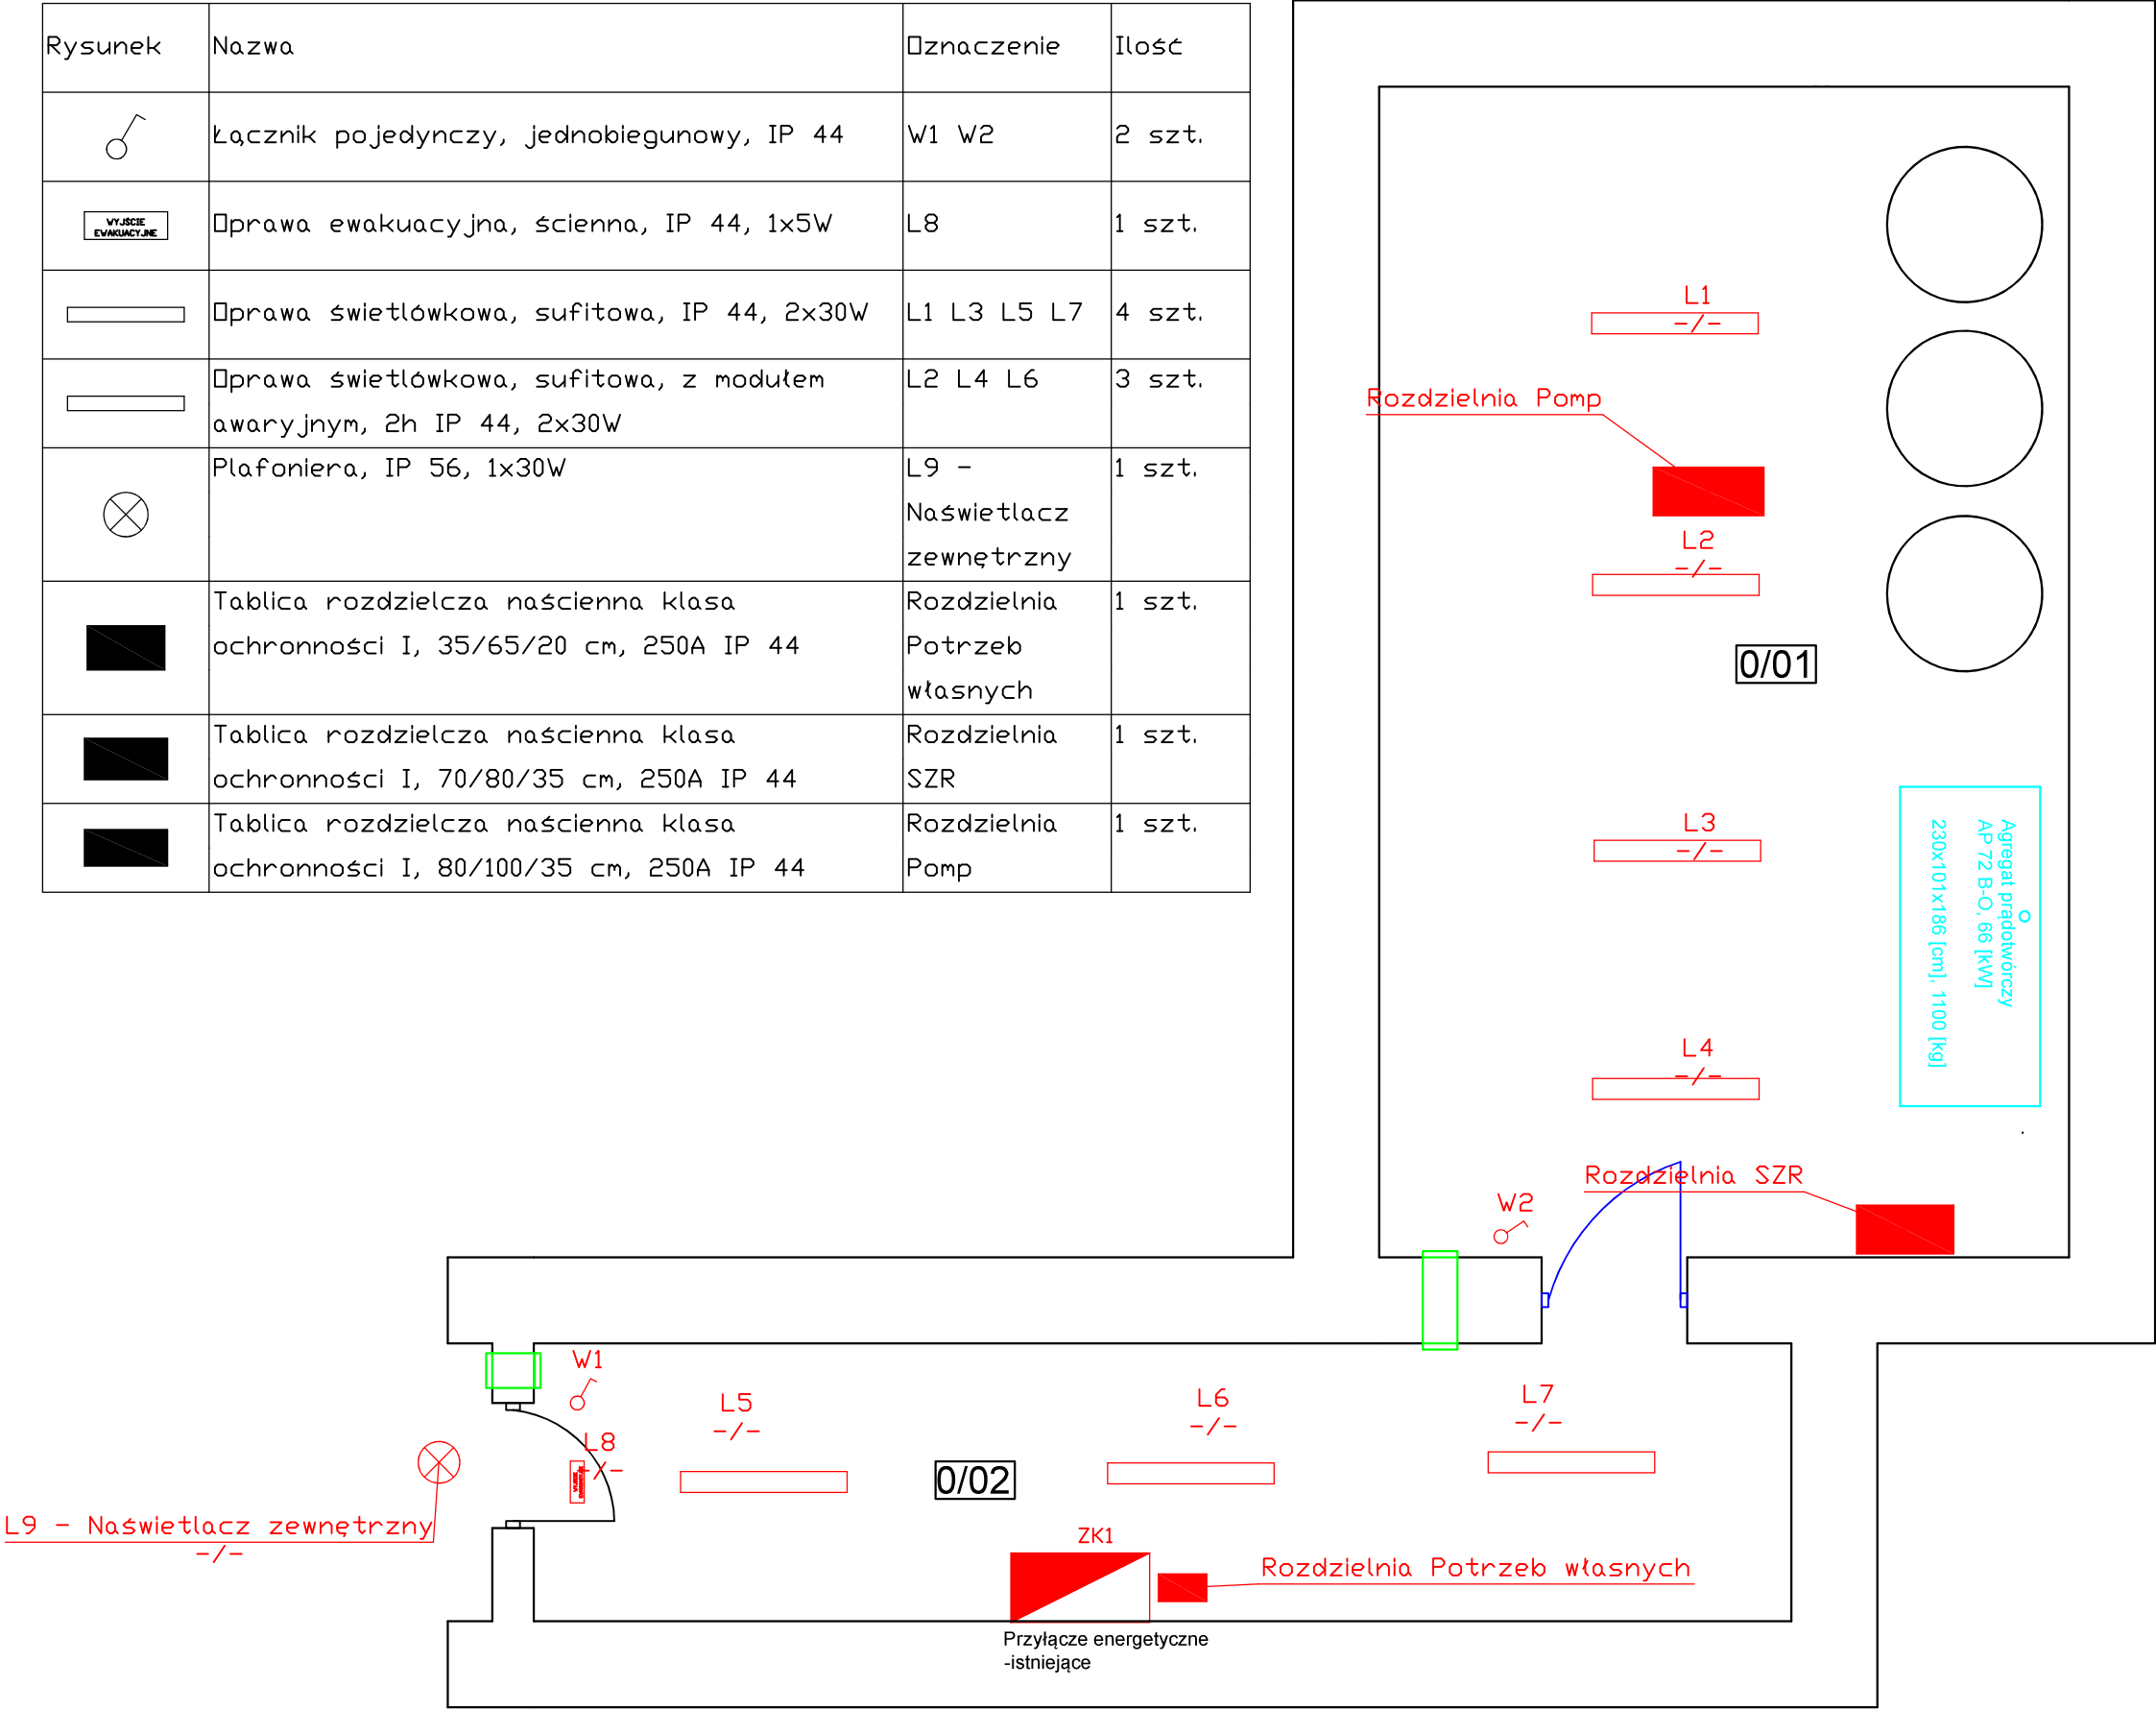 Rysunek Nazwa Oznaczenie Ilość
Łącznik pojedynczy, jednobiegunowy, IP 44 W1 W2 2 szt.
WYJŚCIE
EWAKUACYJNE
Oprawa ewakuacyjna, ścienna, IP 44, 1x5W L8 1 szt.
Oprawa świetlówkowa, sufitowa, IP 44, 2x30W L1 L3 L5 L7 4 szt.
Oprawa świetlówkowa, sufitowa, z modułem L2 L4 L6 3 szt.
awaryjnym, 2h IP 44, 2x30W
Plafoniera, IP 56, 1x30W L9 - 1 szt.
Naświetlacz
zewnętrzny
Tablica rozdzielcza naścienna klasa Rozdzielnia 1 szt.
ochronności I, 35/65/20 cm, 250A IP 44 Potrzeb
własnych
Tablica rozdzielcza naścienna klasa Rozdzielnia 1 szt.
ochronności I, 70/80/35 cm, 250A IP 44 SZR
Tablica rozdzielcza naścienna klasa Rozdzielnia 1 szt.
ochronności I, 80/100/35 cm, 250A IP 44 Pomp
L1
-/-
Rozdzielnia Pomp
L2
-/-
0/01
L3
-/-
Agregat prądotwórczy
AP 72 B-O, 66 [kW]
230x101x186 [cm], 1100 [kg]
L4
-/-
Rozdzielnia SZR
W2
W1
L5
-/-
L6
-/-
L7
-/-
L8
-/-
WYJŚCIE
EWAKUACYJNE
0/02
L9 - Naświetlacz zewnętrzny
-/-
ZK1
Rozdzielnia Potrzeb własnych
Przyłącze energetyczne
-istniejące